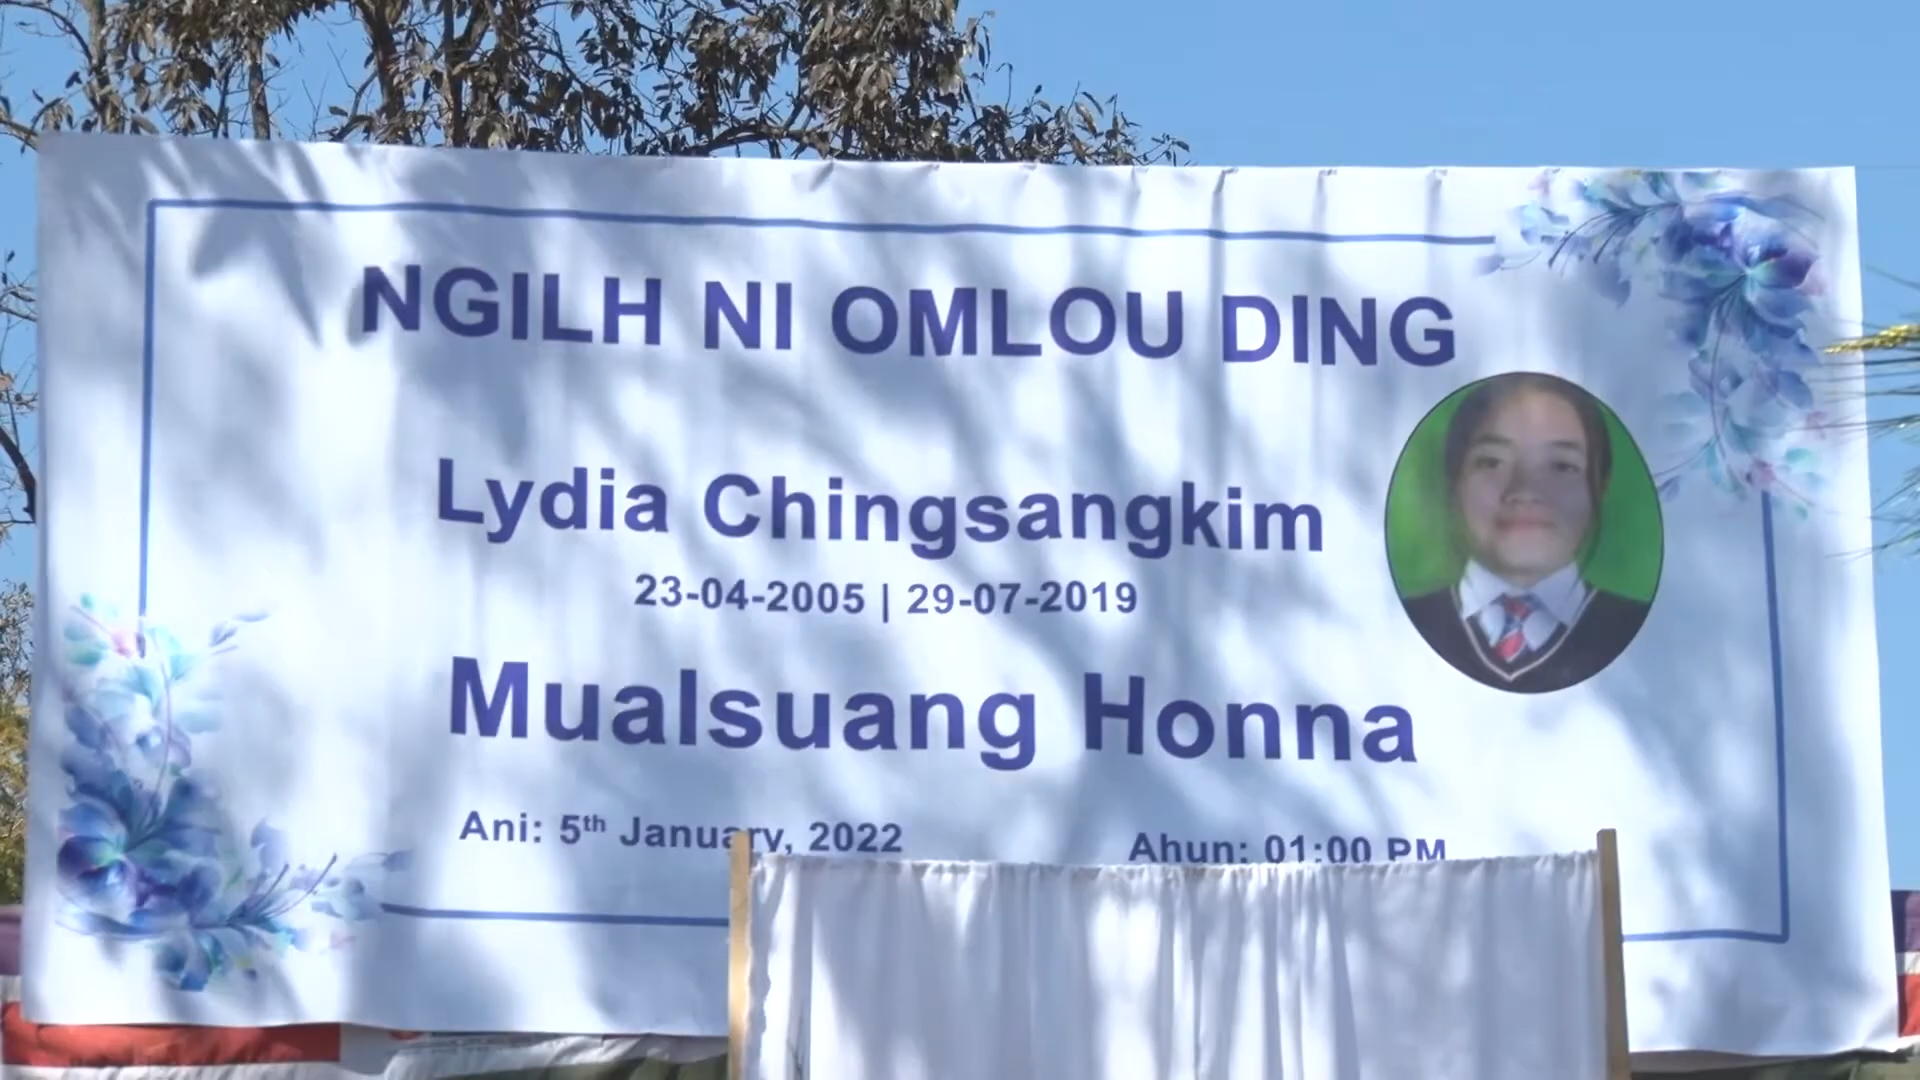 NGILH NI OMLOU DING
Lydia Chingsangkim
23-04-2005 | 29-07-2019
Mualsuang Honna
Ani: 5th January, 2022
Ahun: 01:00 PM